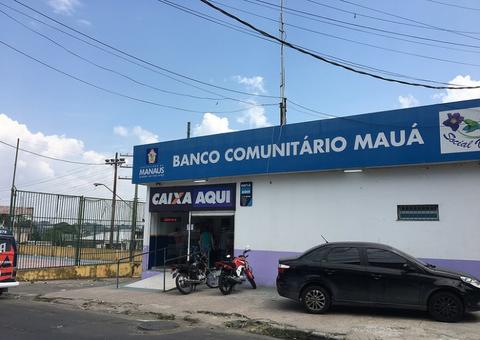 MANAUS
BANCO COMUNITÁRIO MAUÁ
Social
CAIXA AQUI